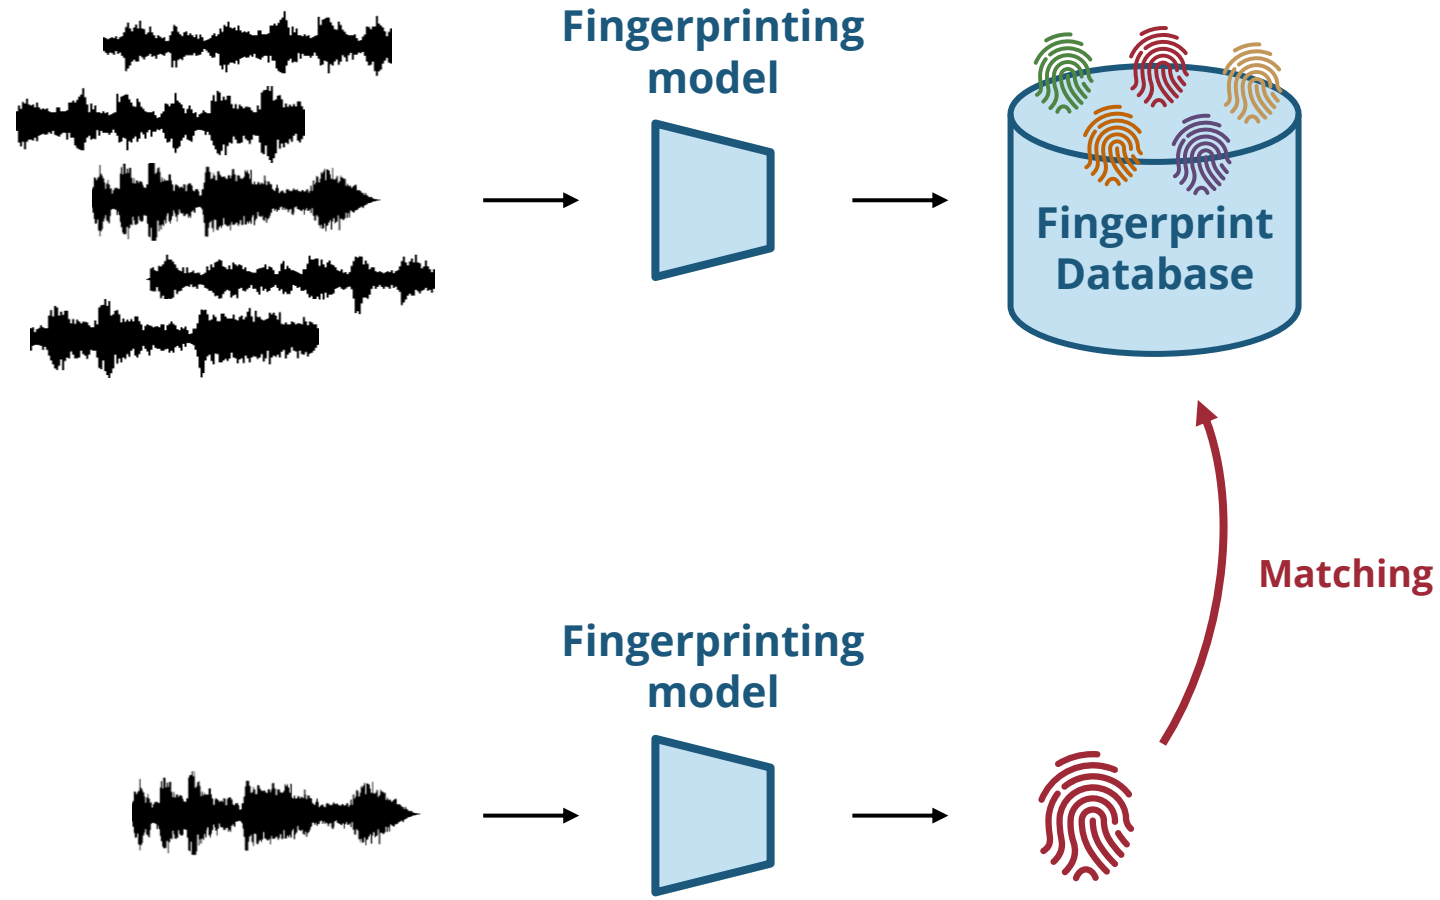 Fingerprinting
model
Fingerprint
Database
Matching
Fingerprinting
model